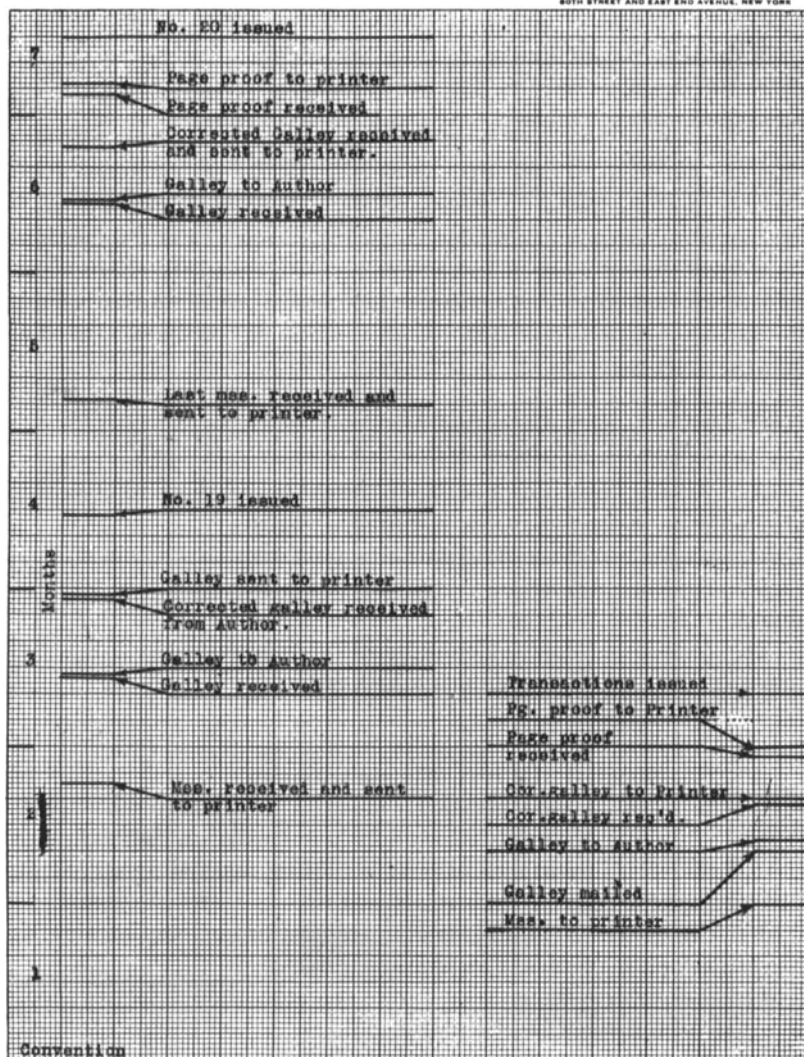 80TH STREET AND EAST END AVENUE, NEW YORK
No. 20 issued
7
Page proof to printer
Page proof received
Corrected Galley received
and sent to printer.
6
Galley to Author
Galley received
5
Last mss. received and
sent to printer.
4
No. 19 issued
Months
Galley sent to printer
Corrected galley received
from Author.
3
Galley to Author
Galley received
Mss. received and sent
to printer
2
1
Convention
Transactions issued
Pg. proof to Printer
Page proof
received
Cor.galley to Printer
Cor.galley rec'd.
Galley to Author
Galley mailed
Mss. to printer